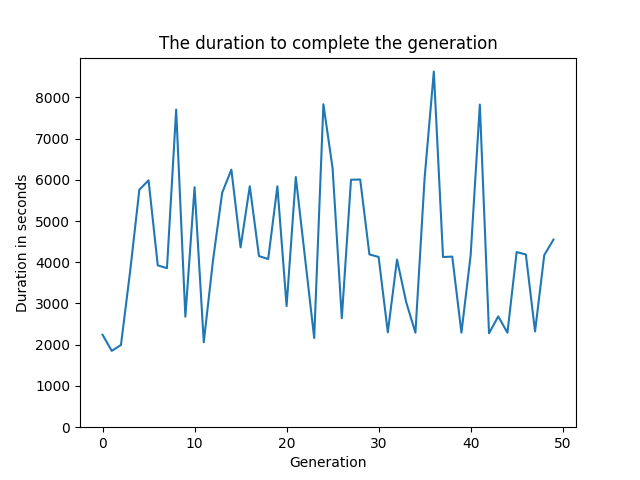 The duration to complete the generation
Duration in seconds
8000
7000
6000
5000
4000
3000
2000
1000
0
0 10 20 30 40 50
Generation